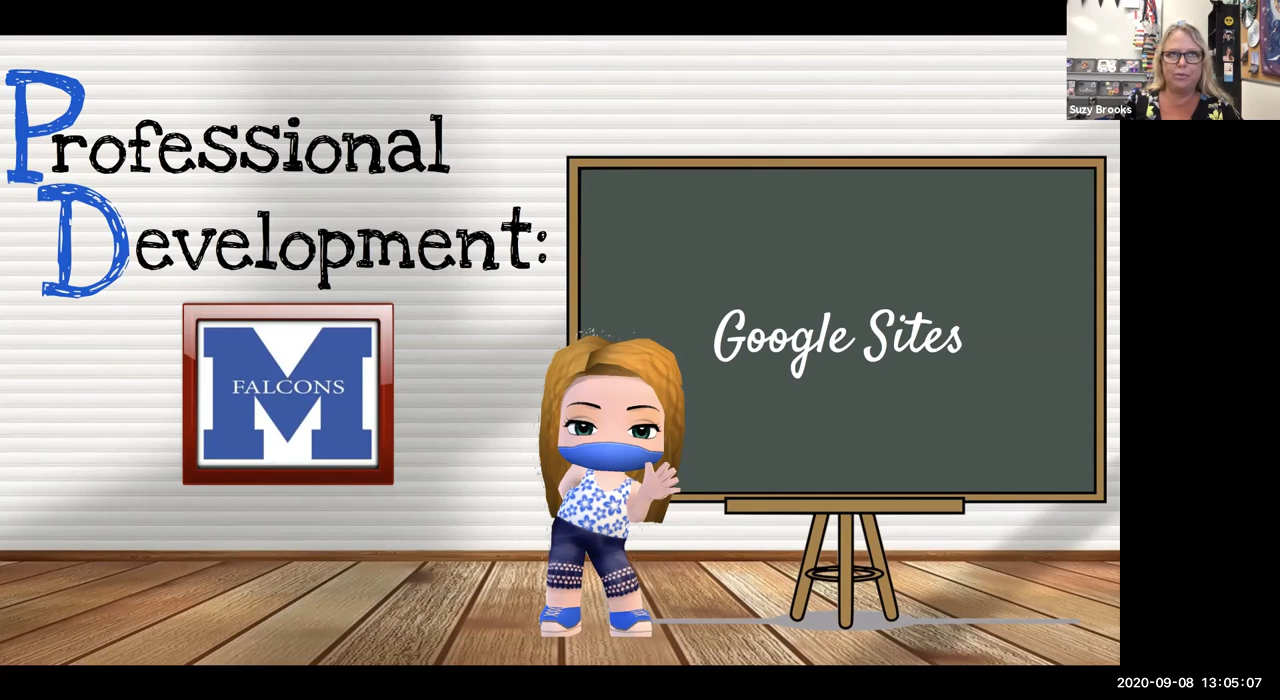 Professional
Development:
FALCONS
M
Google Sites
Suzy Brooks
2020-09-08 13:05:07